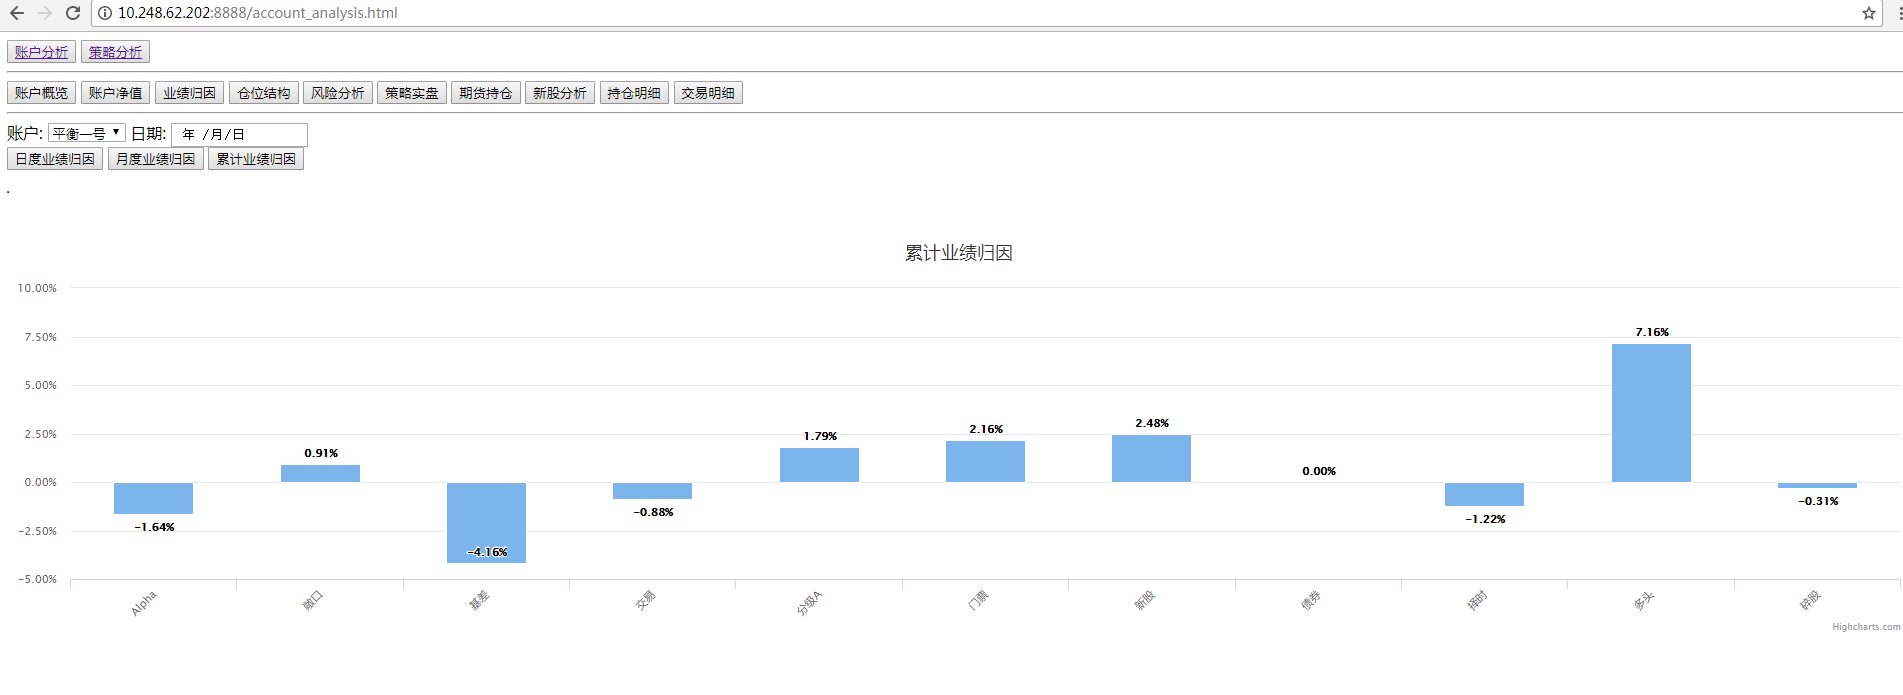 10.248.62.202:8888/account_analysis.html
账户分析 策略分析
账户概览 账户净值 业绩归因 仓位结构 风险分析 策略实盘 期货持仓 新股分析 持仓明细 交易明细
账户: 平衡一号 日期: 年 /月/日
日度业绩归因 月度业绩归因 累计业绩归因
.
累计业绩归因
10.00%
7.50%
5.00%
2.50%
0.00%
-2.50%
-5.00%
-1.64%
0.91%
-4.16%
-0.88%
1.79%
2.16%
2.48%
0.00%
-1.22%
7.16%
-0.31%
Alpha
敞口
基差
交易
分级A
门票
新股
债券
择时
多头
碎股
Highcharts.com